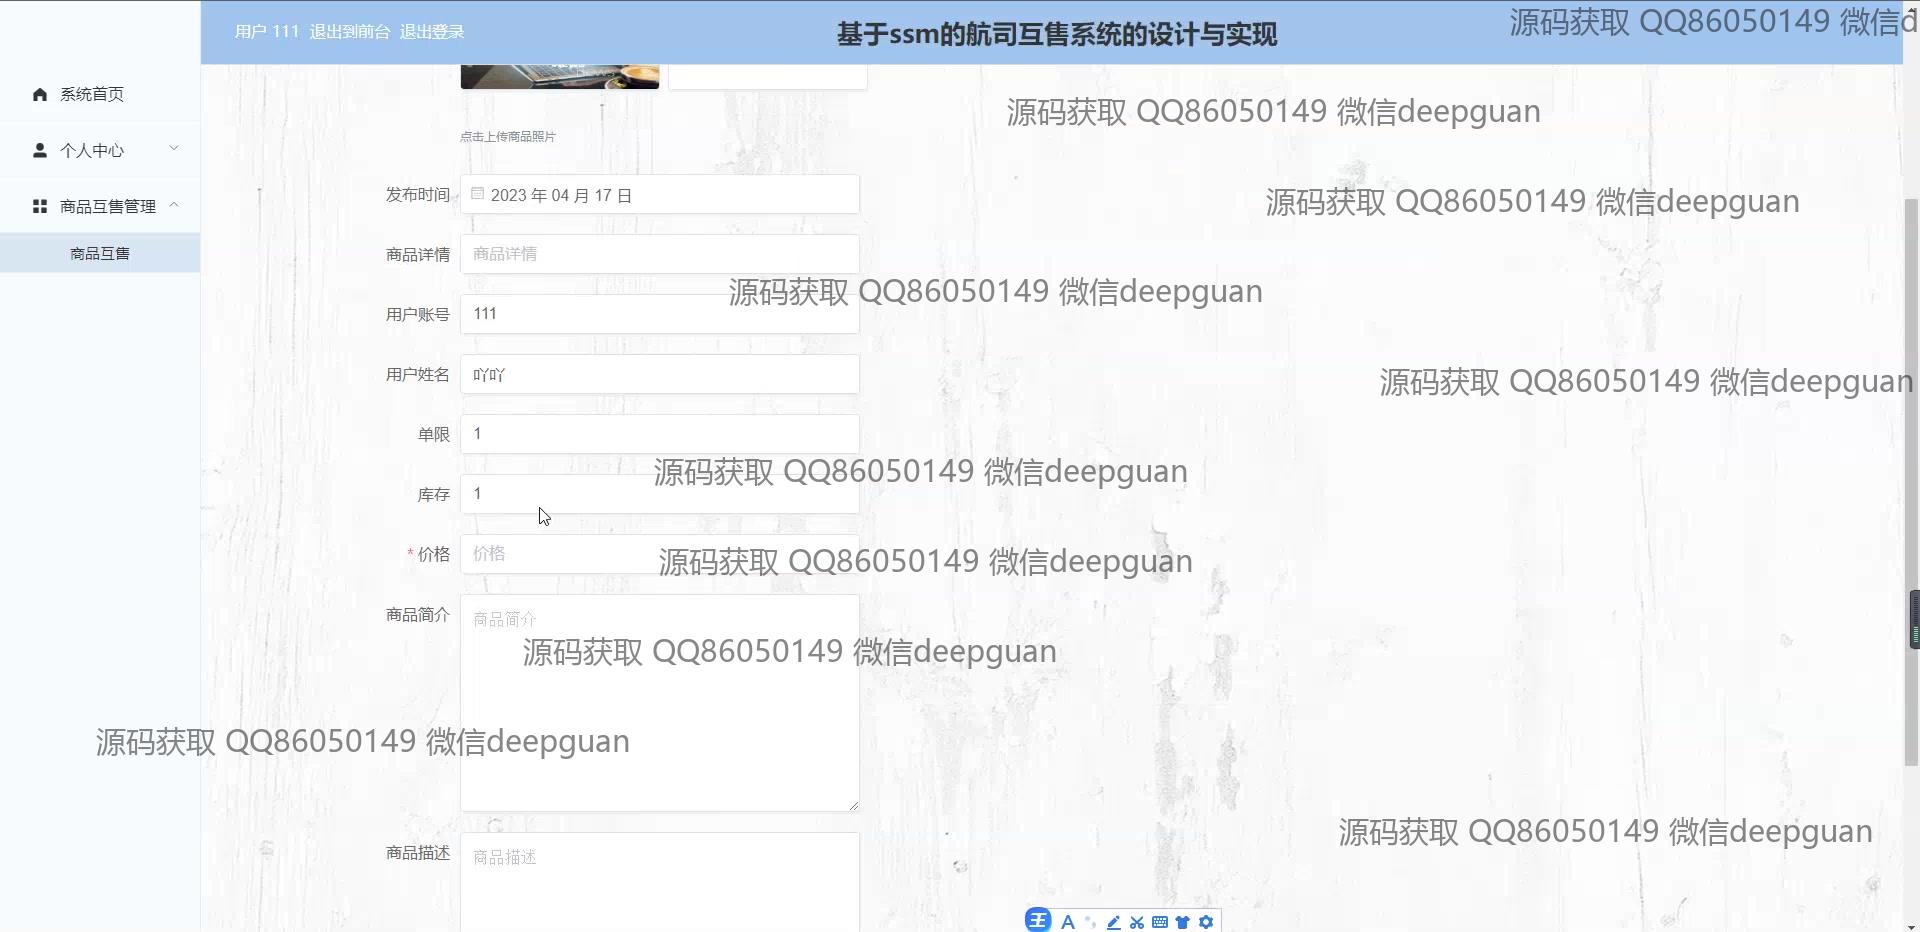 用户 111 退出到前台 退出登录
基于ssm的航司互售系统的设计与实现
源码获取 QQ86050149 微信d
系统首页
源码获取 QQ86050149 微信deepguan
点击上传商品照片
个人中心
发布时间
2023 年 04 月 17 日
源码获取 QQ86050149 微信deepguan
商品互售管理
商品互售
商品详情
商品详情
源码获取 QQ86050149 微信deepguan
用户账号
111
用户姓名
吖吖
源码获取 QQ86050149 微信deepguan
单限
1
源码获取 QQ86050149 微信deepguan
库存
1
* 价格
价格
源码获取 QQ86050149 微信deepguan
商品简介
商品简介
源码获取 QQ86050149 微信deepguan
源码获取 QQ86050149 微信deepguan
源码获取 QQ86050149 微信deepguan
商品描述
商品描述
王 A